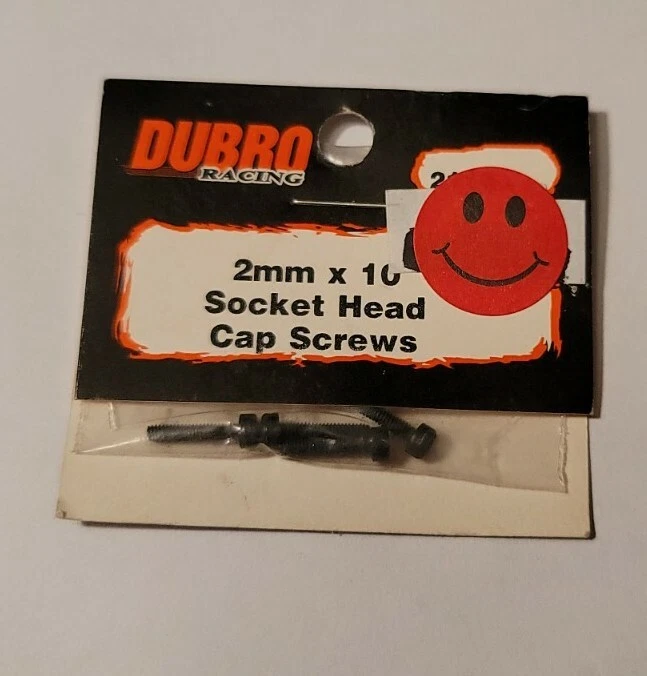 DUBRO
RACING
2mm x 10
Socket Head
Cap Screws